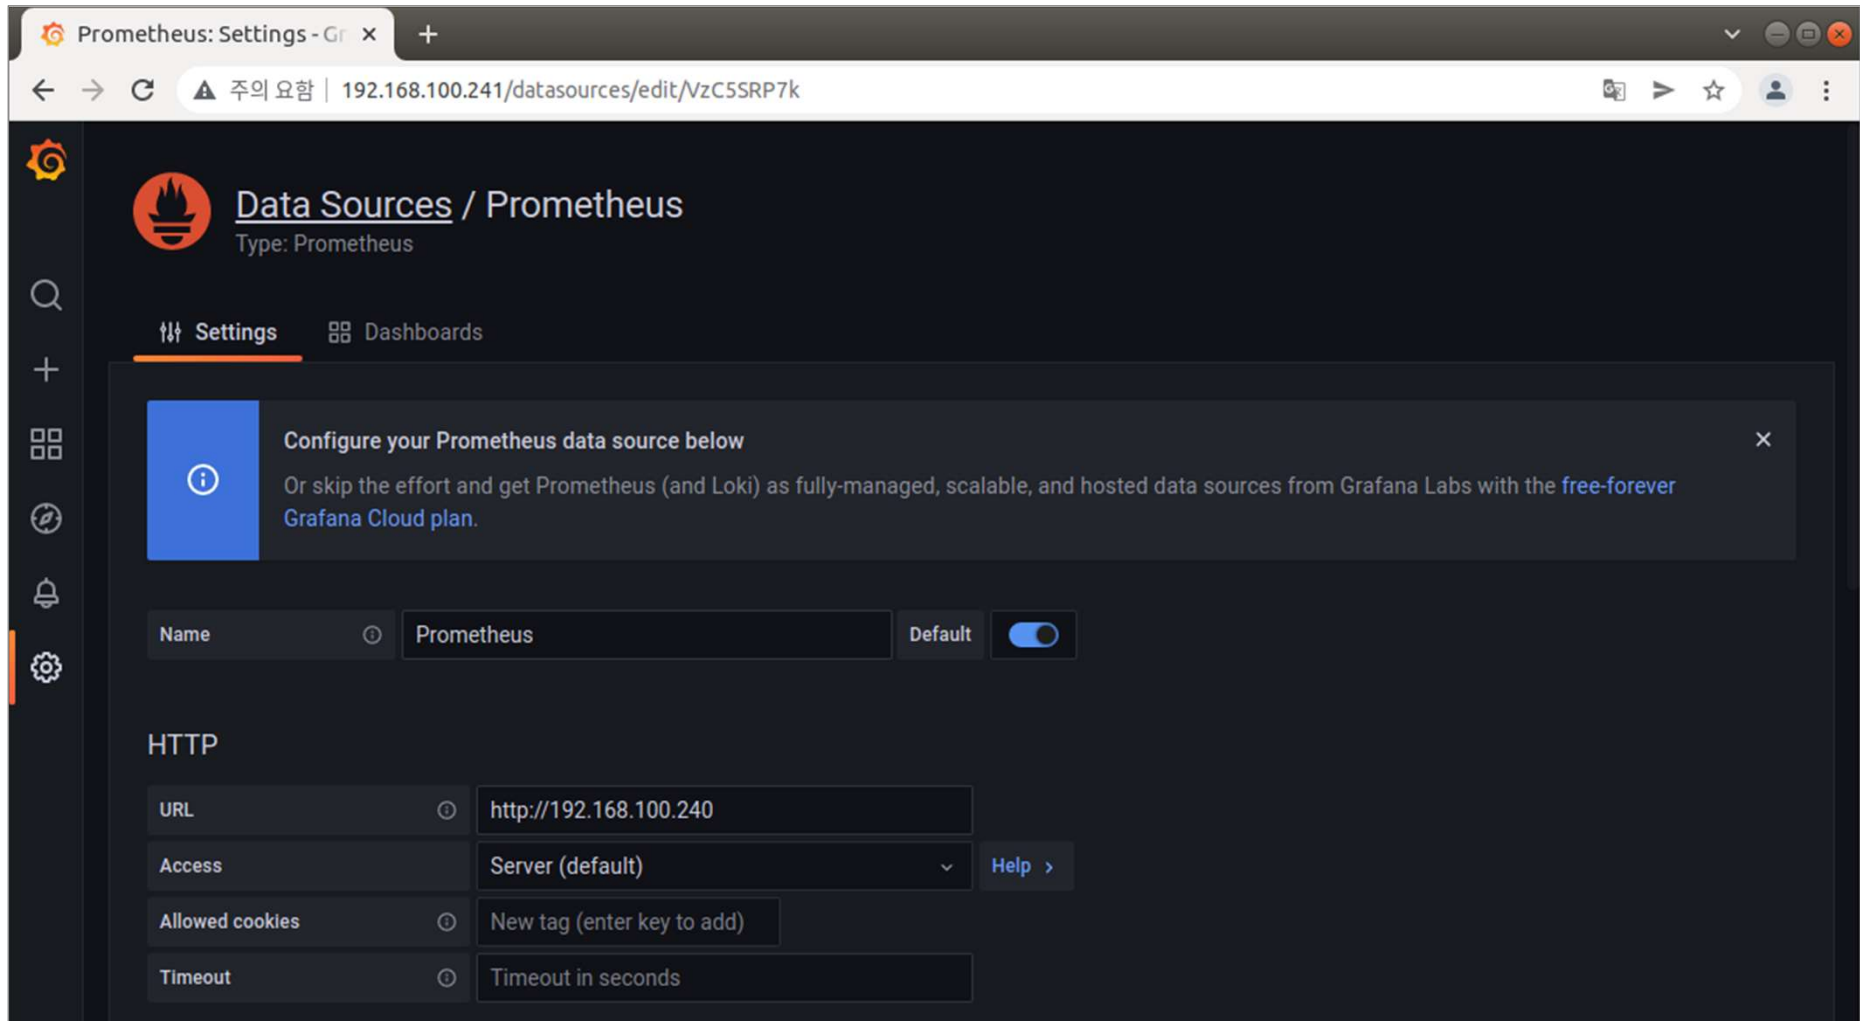 Prometheus: Settings - Gr
주의 요함 | 192.168.100.241/datasources/edit/VzC5SRP7k
Data Sources / Prometheus
Type: Prometheus
Settings
Dashboards
Configure your Prometheus data source below
Or skip the effort and get Prometheus (and Loki) as fully-managed, scalable, and hosted data sources from Grafana Labs with the free-forever
Grafana Cloud plan.
Name
Prometheus
Default
HTTP
URL
http://192.168.100.240
Access
Server (default)
Help >
Allowed cookies
New tag (enter key to add)
Timeout
Timeout in seconds